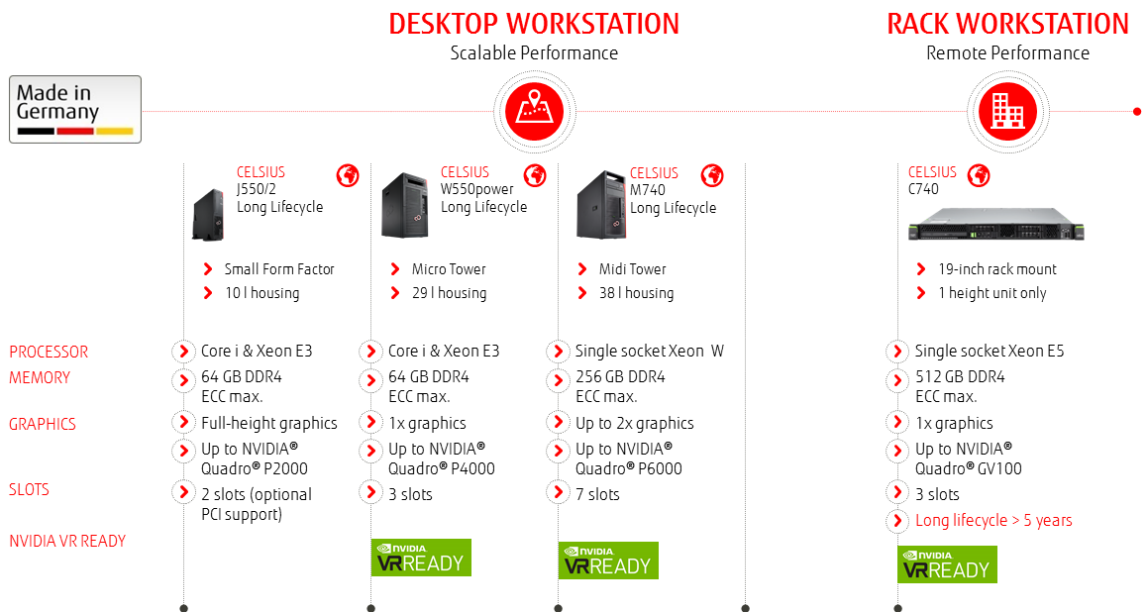 DESKTOP WORKSTATION
Scalable Performance
RACK WORKSTATION
Remote Performance
Made in
Germany
CELSIUS
J550/2
Long Lifecycle
Small Form Factor
10 l housing
CELSIUS
W550power
Long Lifecycle
Micro Tower
29 l housing
CELSIUS
M740
Long Lifecycle
Midi Tower
38 l housing
CELSIUS
C740
19-inch rack mount
1 height unit only
PROCESSOR
Core i & Xeon E3
Core i & Xeon E3
Single socket Xeon W
Single socket Xeon E5
MEMORY
64 GB DDR4
ECC max.
64 GB DDR4
ECC max.
256 GB DDR4
ECC max.
512 GB DDR4
ECC max.
GRAPHICS
Full-height graphics
Up to NVIDIA®
Quadro® P2000
1x graphics
Up to NVIDIA®
Quadro® P4000
Up to 2x graphics
Up to NVIDIA®
Quadro® P6000
1x graphics
Up to NVIDIA®
Quadro® GV100
SLOTS
2 slots (optional
PCI support)
3 slots
7 slots
3 slots
Long lifecycle > 5 years
NVIDIA VR READY
NVIDIA
VRREADY
NVIDIA
VRREADY
NVIDIA
VRREADY